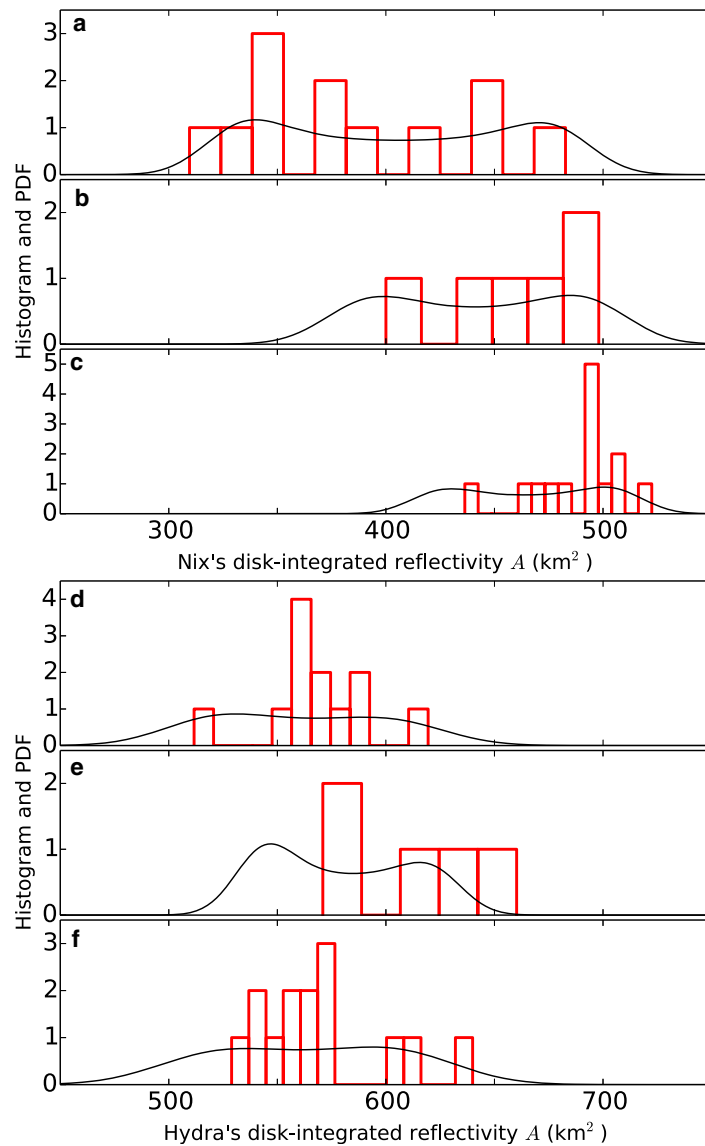 a
3
2
1
0
b
2
1
0
Histogram and PDF
c
5
4
3
2
1
0
300 400 500
Nix's disk-integrated reflectivity A (km²)
d
4
3
2
1
0
e
2
1
0
Histogram and PDF
f
3
2
1
0
500 600 700
Hydra's disk-integrated reflectivity A (km²)